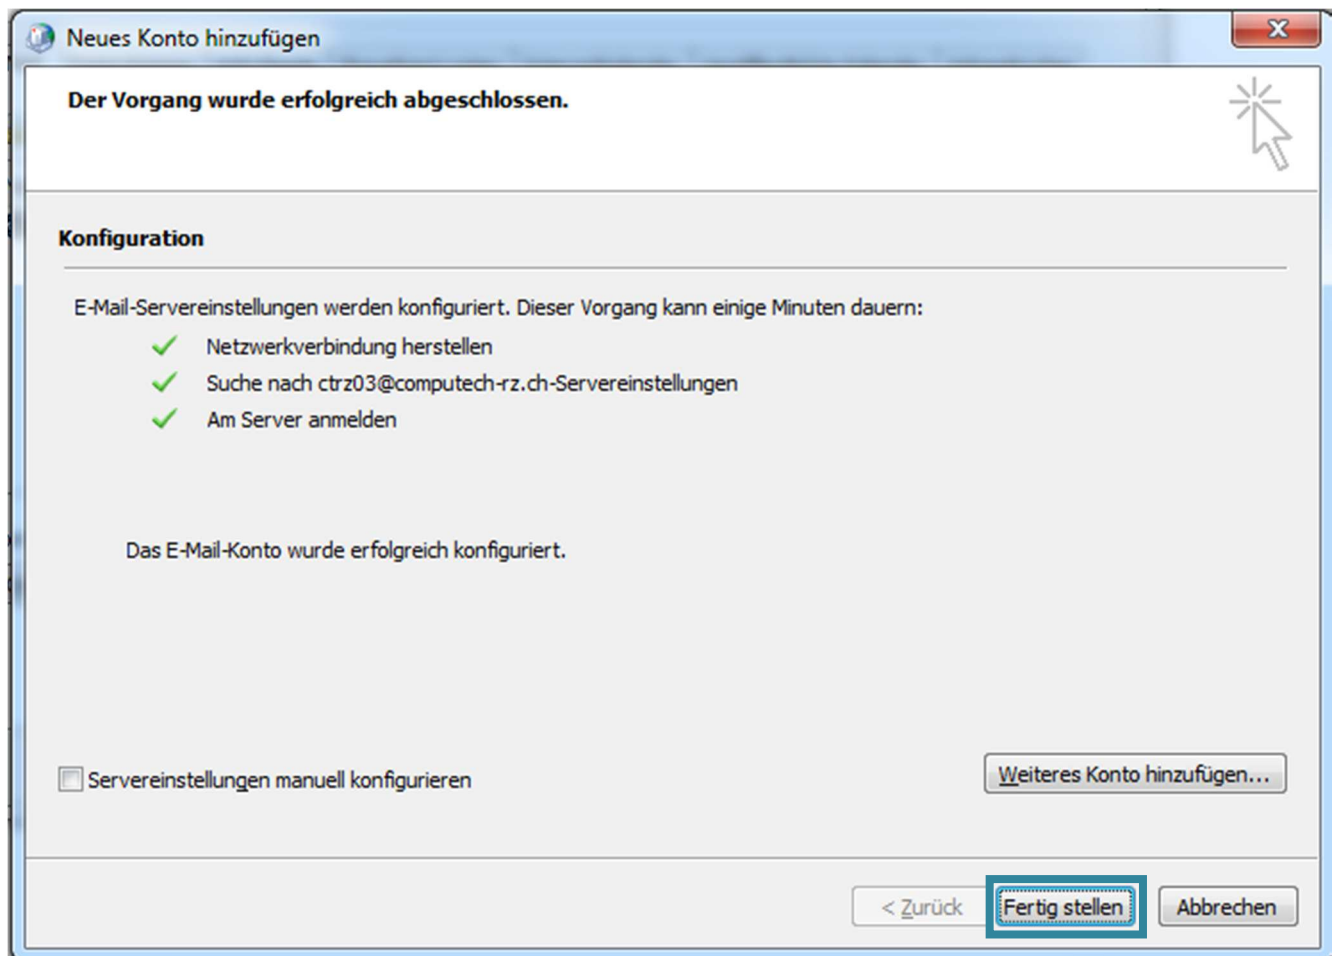 Neues Konto hinzufügen
Der Vorgang wurde erfolgreich abgeschlossen.
Konfiguration
E-Mail-Servereinstellungen werden konfiguriert. Dieser Vorgang kann einige Minuten dauern:
Netzwerkverbindung herstellen
Suche nach ctrz03@computech-rz.ch-Servereinstellungen
Am Server anmelden
Das E-Mail-Konto wurde erfolgreich konfiguriert.
Servereinstellungen manuell konfigurieren
Weiteres Konto hinzufügen...
< Zurück Fertig stellen Abbrechen